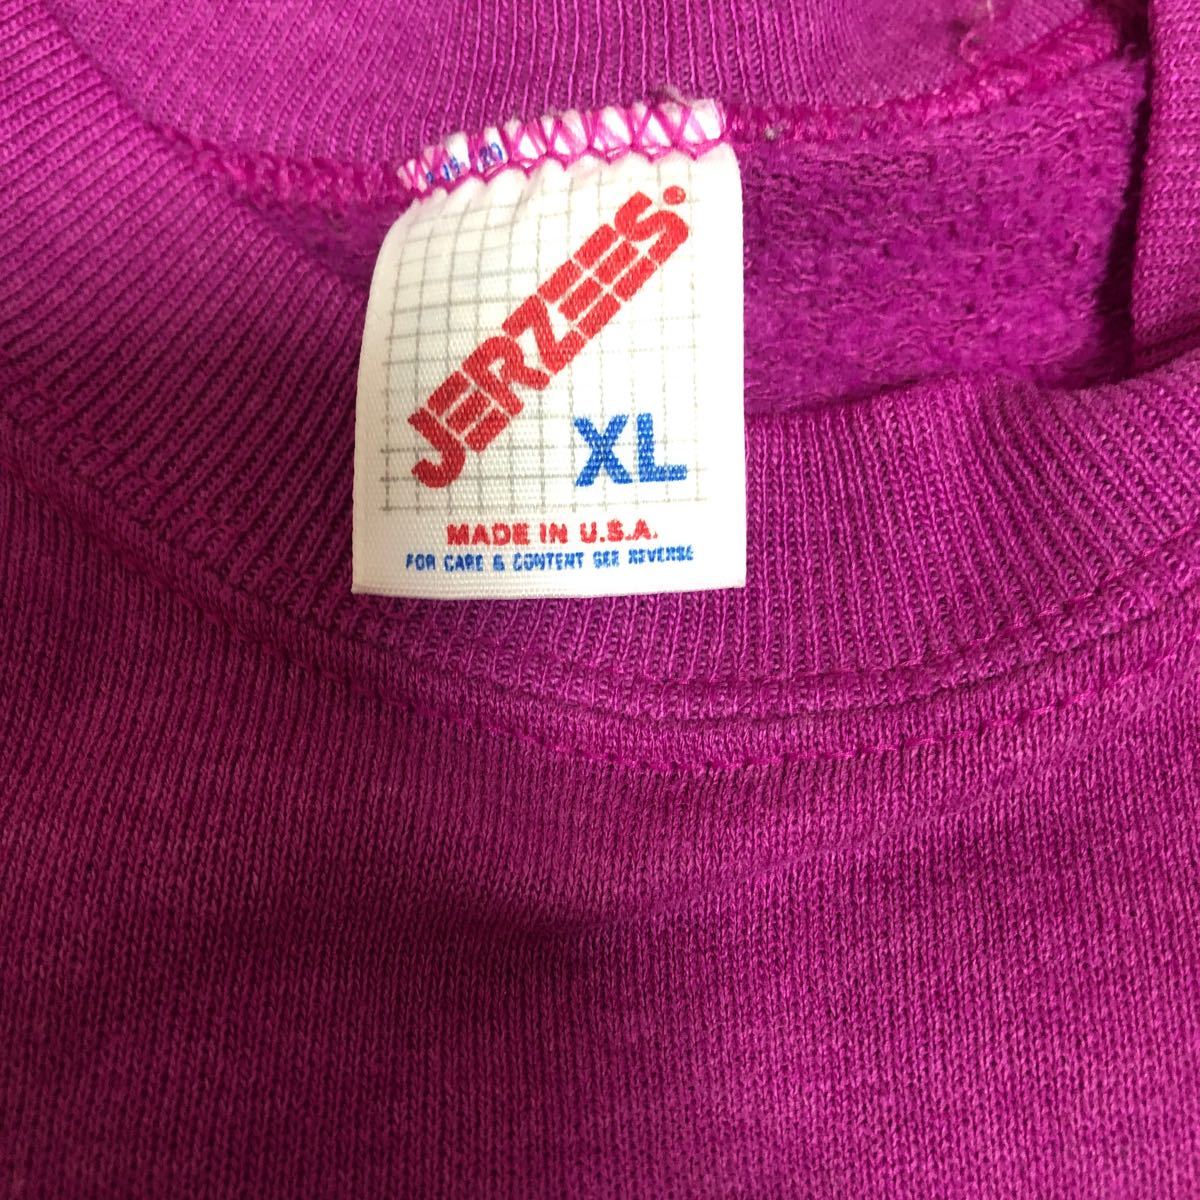 JERZEES
XL
MADE IN U.S.A.
FOR CARE & CONTENT SEE REVERSE